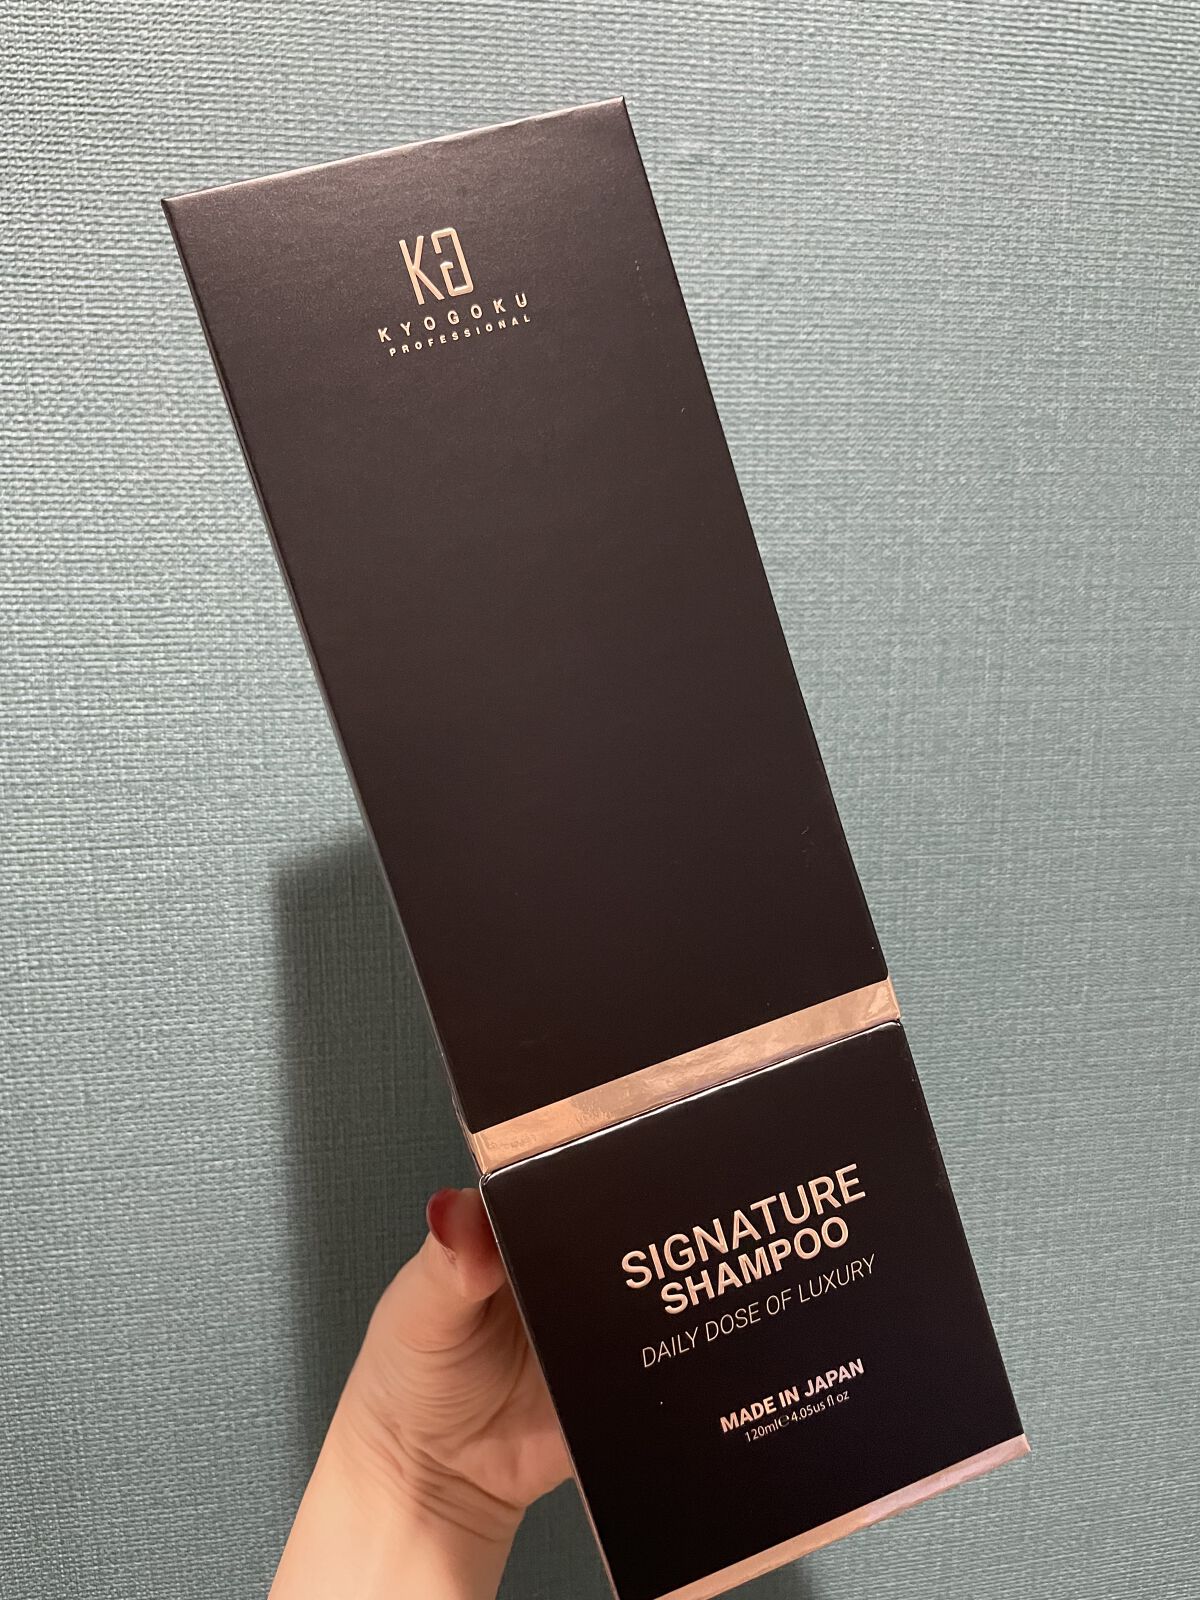 KG
KYOGOKU
PROFESSIONAL
SIGNATURE
SHAMPOO
DAILY DOSE OF LUXURY
MADE IN JAPAN
120ml℮4.05us fl oz